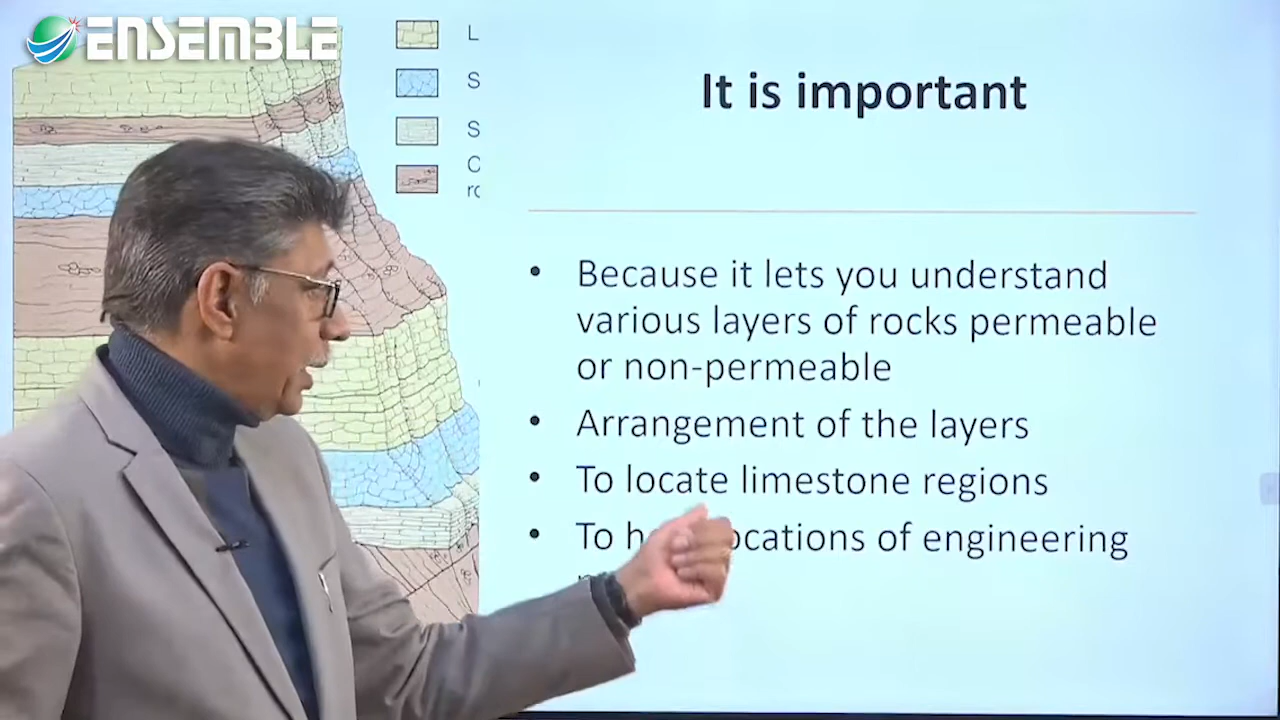 ENSEMBLE
L
S
S
C
rc
It is important
• Because it lets you understand
various layers of rocks permeable
or non-permeable
• Arrangement of the layers
• To locate limestone regions
• To of engineering